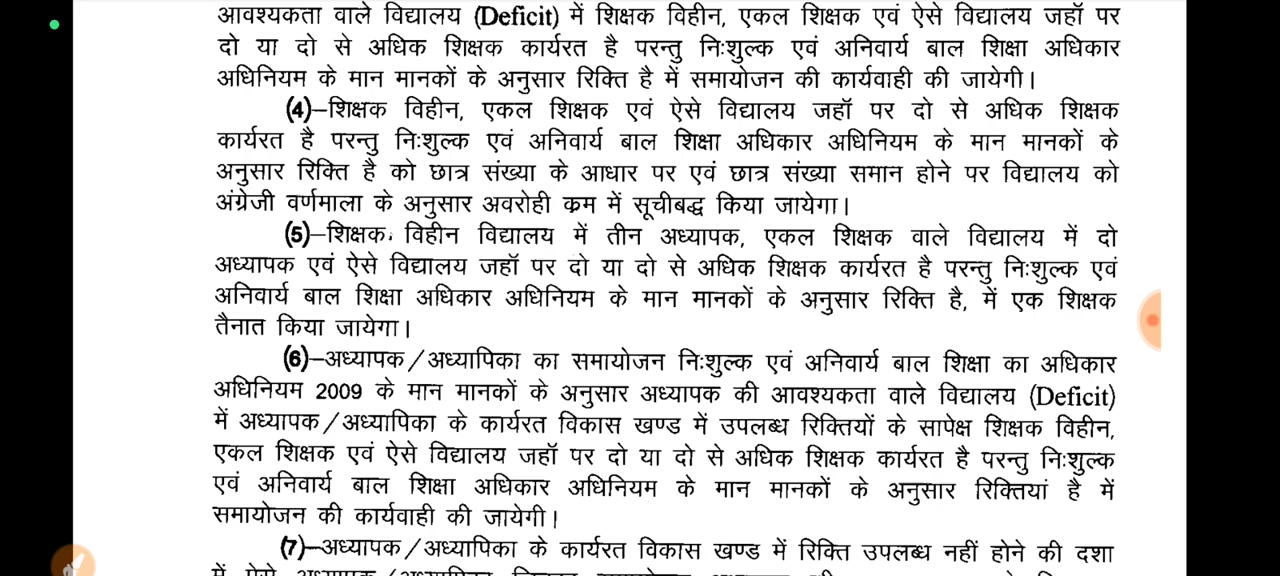 आवश्यकता वाले विद्यालय (Deficit) में शिक्षक विहीन, एकल शिक्षक एवं ऐसे विद्यालय जहॉ पर
दो या दो से अधिक शिक्षक कार्यरत है परन्तु निःशुल्क एवं अनिवार्य बाल शिक्षा अधिकार
अधिनियम के मान मानकों के अनुसार रिक्ति है में समायोजन की कार्यवाही की जायेगी।
(4)–शिक्षक विहीन, एकल शिक्षक एवं ऐसे विद्यालय जहॉ पर दो से अधिक शिक्षक
कार्यरत है परन्तु निःशुल्क एवं अनिवार्य बाल शिक्षा अधिकार अधिनियम के मान मानकों के
अनुसार रिक्ति है को छात्र संख्या के आधार पर एवं छात्र संख्या समान होने पर विद्यालय को
अंग्रेजी वर्णमाला के अनुसार अवरोही क्रम में सूचीबद्ध किया जायेगा।
(5)–शिक्षक विहीन विद्यालय में तीन अध्यापक, एकल शिक्षक वाले विद्यालय में दो
अध्यापक एवं ऐसे विद्यालय जहॉ पर दो या दो से अधिक शिक्षक कार्यरत है परन्तु निःशुल्क एवं
अनिवार्य बाल शिक्षा अधिकार अधिनियम के मान मानकों के अनुसार रिक्ति है, में एक शिक्षक
तैनात किया जायेगा।
(6)–अध्यापक/अध्यापिका का समायोजन निःशुल्क एवं अनिवार्य बाल शिक्षा का अधिकार
अधिनियम 2009 के मान मानकों के अनुसार अध्यापक की आवश्यकता वाले विद्यालय (Deficit)
में अध्यापक/अध्यापिका के कार्यरत विकास खण्ड में उपलब्ध रिक्तियों के सापेक्ष शिक्षक विहीन,
एकल शिक्षक एवं ऐसे विद्यालय जहॉ पर दो या दो से अधिक शिक्षक कार्यरत है परन्तु निःशुल्क
एवं अनिवार्य बाल शिक्षा अधिकार अधिनियम के मान मानकों के अनुसार रिक्तियां है में
समायोजन की कार्यवाही की जायेगी।
(7)–अध्यापक/अध्यापिका के कार्यरत विकास खण्ड में रिक्ति उपलब्ध नहीं होने की दशा
में ऐसे अध्यापक/अध्यापिका